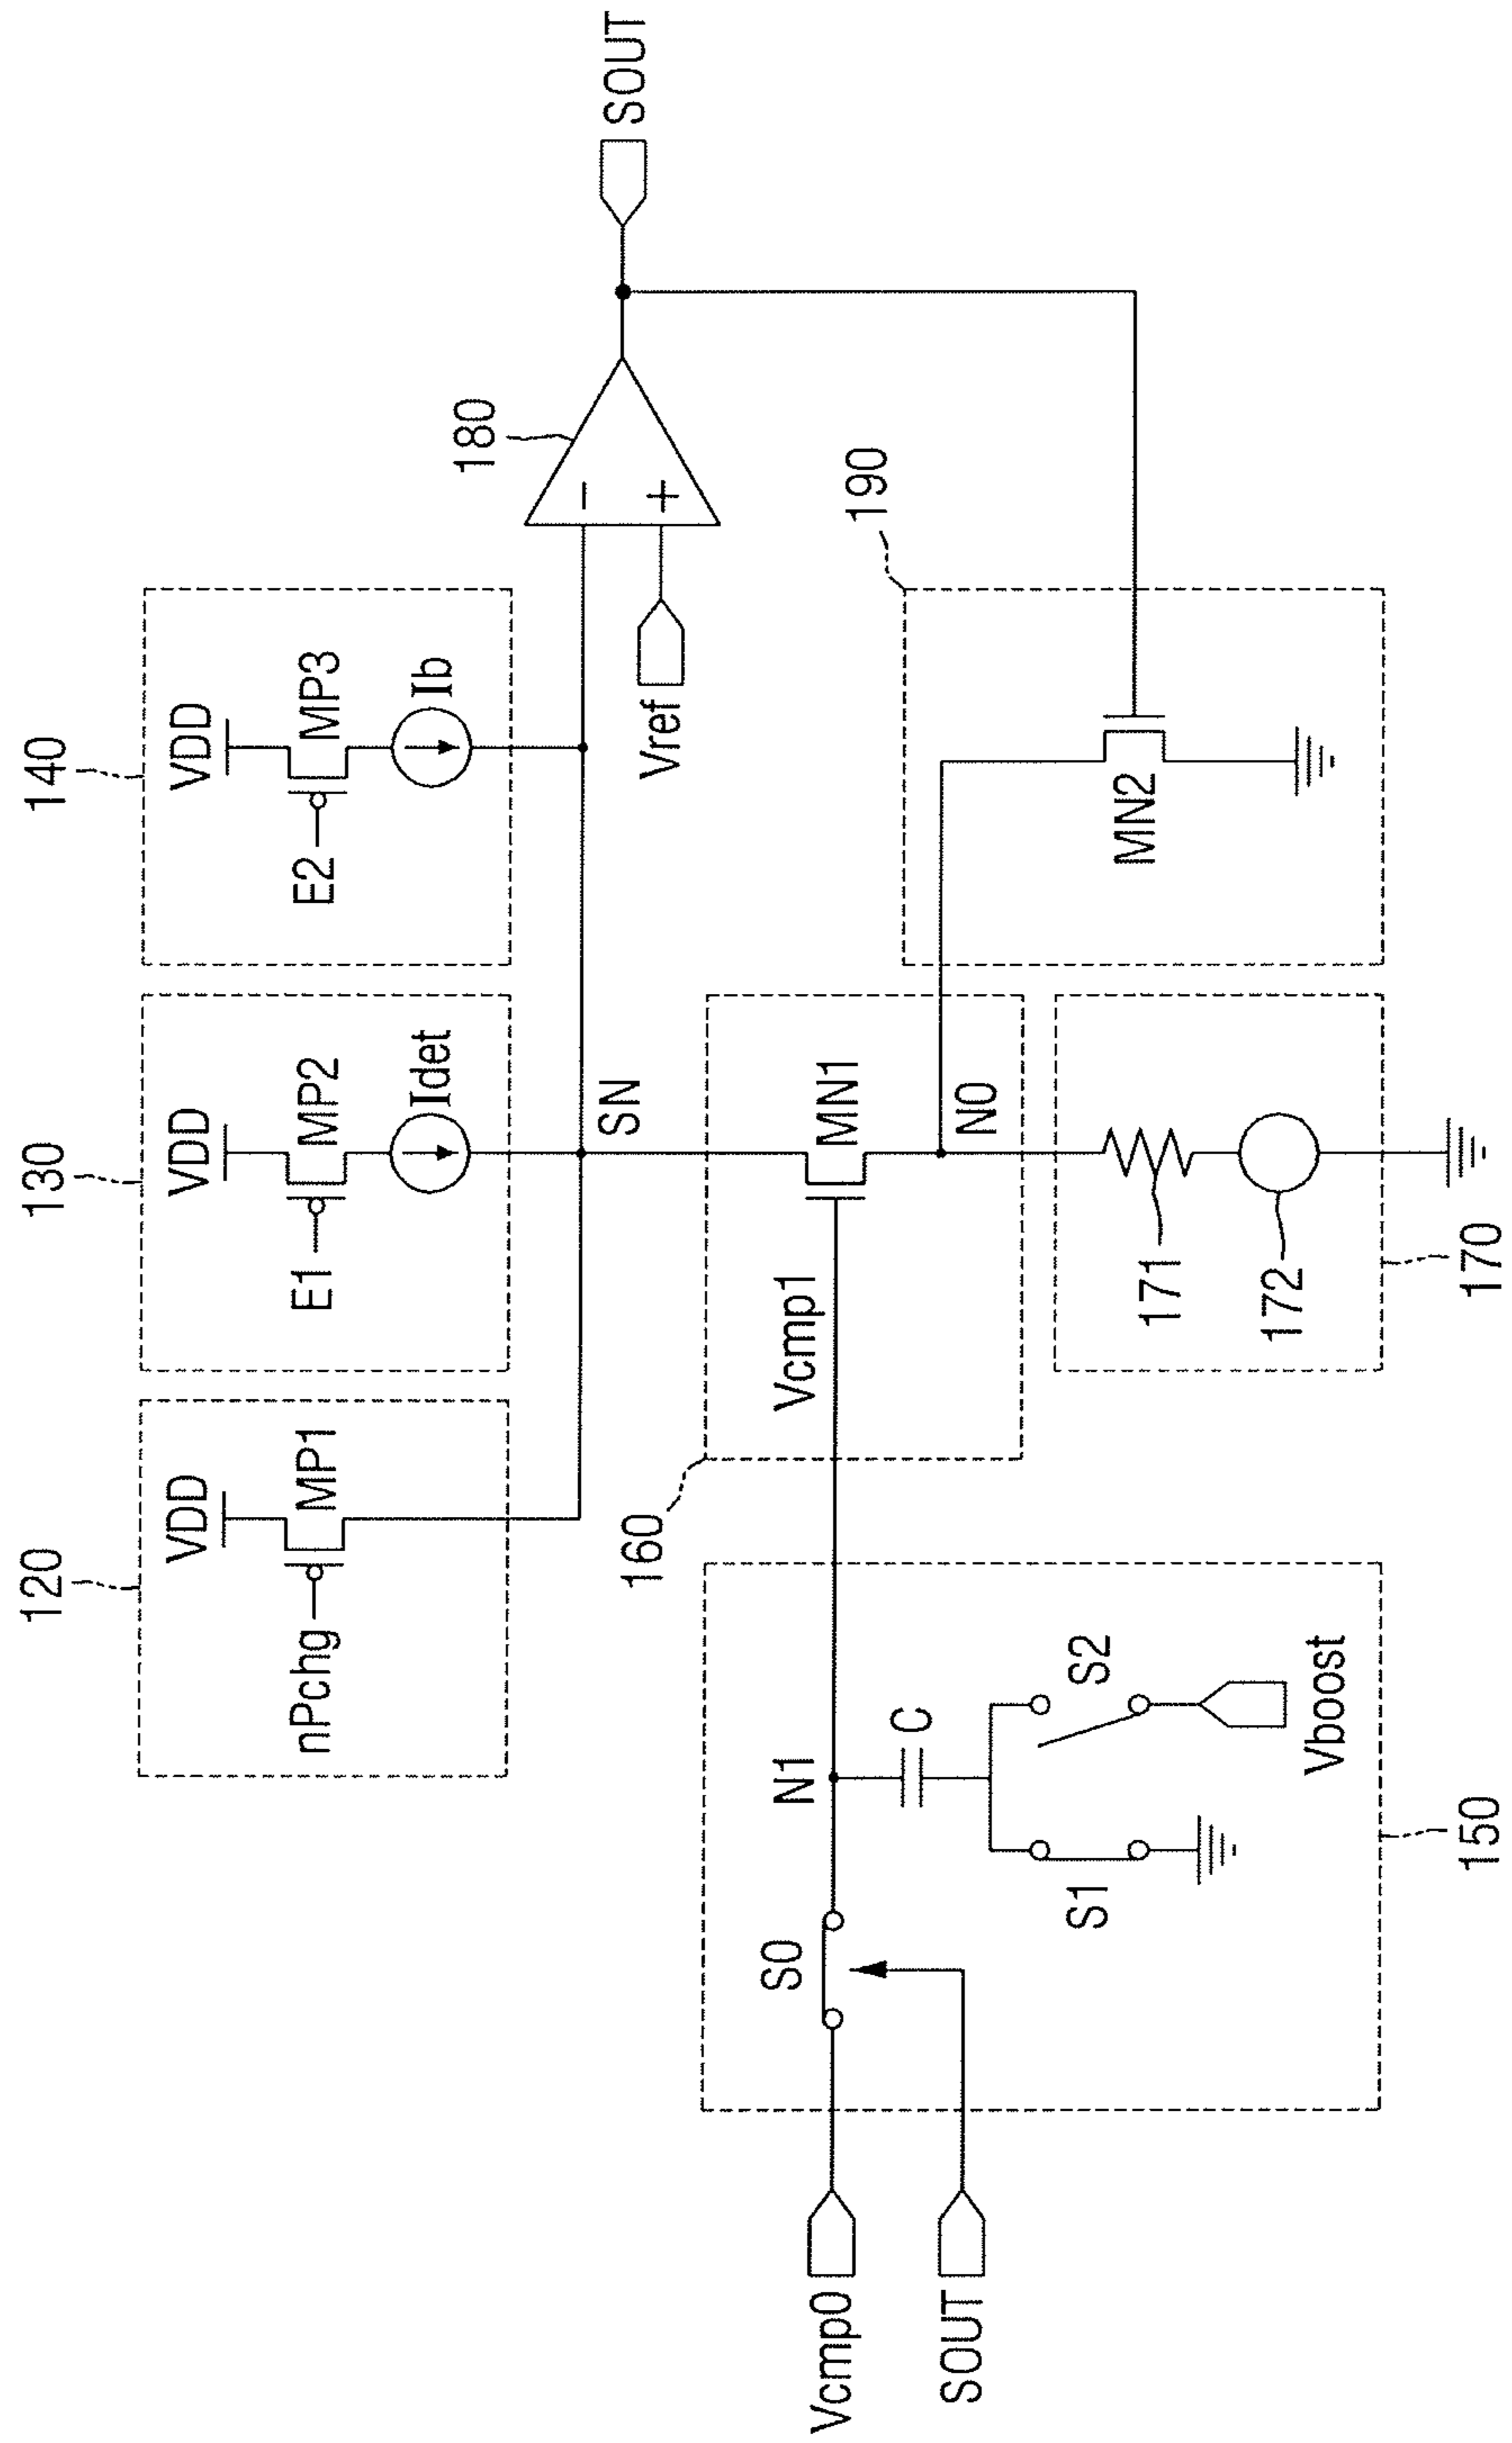 120
130
140
VDD
VDD
VDD
nPchg
MP1
E1
MP2
E2
MP3
Idet
Ib
180
SOUT
−
+
SN
Vref
160
190
Vcmp0
S0
N1
Vcmp1
MN1
SOUT
C
N0
S1
S2
171
MN2
172
Vboost
150
170